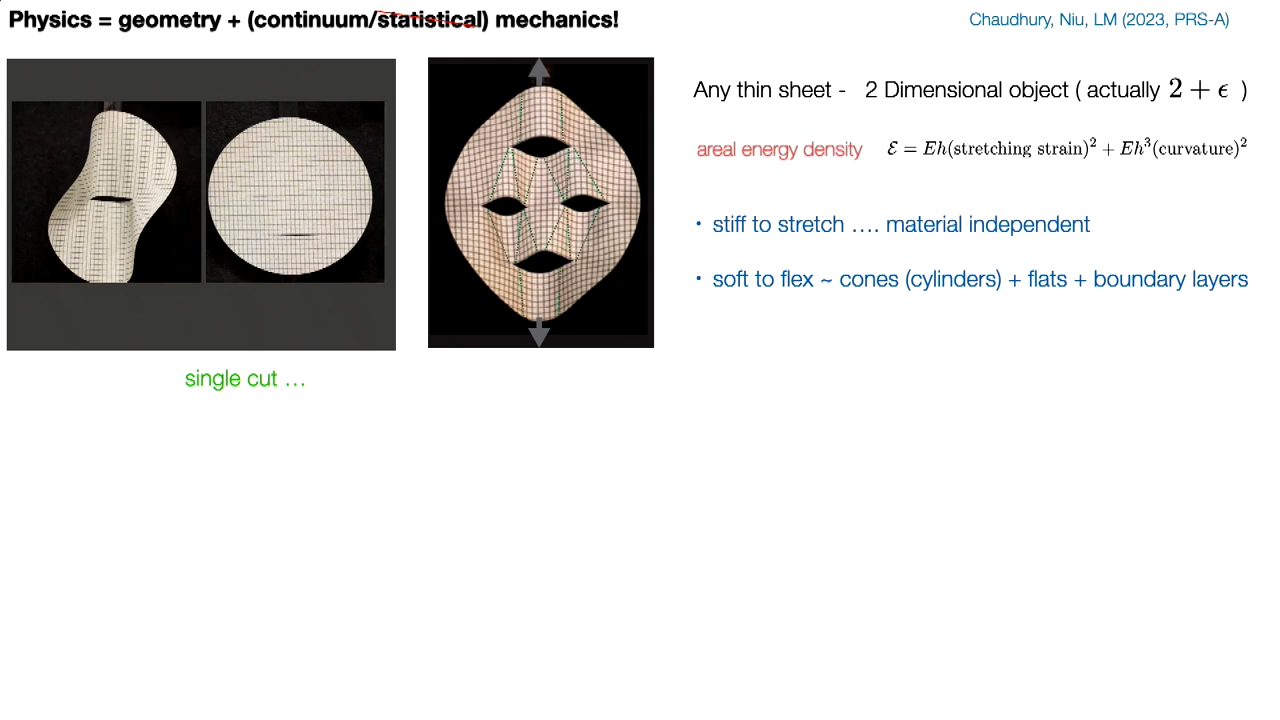 Physics = geometry + (continuum/statistical) mechanics!
Chaudhury, Niu, LM (2023, PRS-A)
Any thin sheet - 2 Dimensional object ( actually 2 + ϵ )
areal energy density ℰ = Eh(stretching strain)² + Eh³(curvature)²
• stiff to stretch …. material independent
• soft to flex ~ cones (cylinders) + flats + boundary layers
single cut …